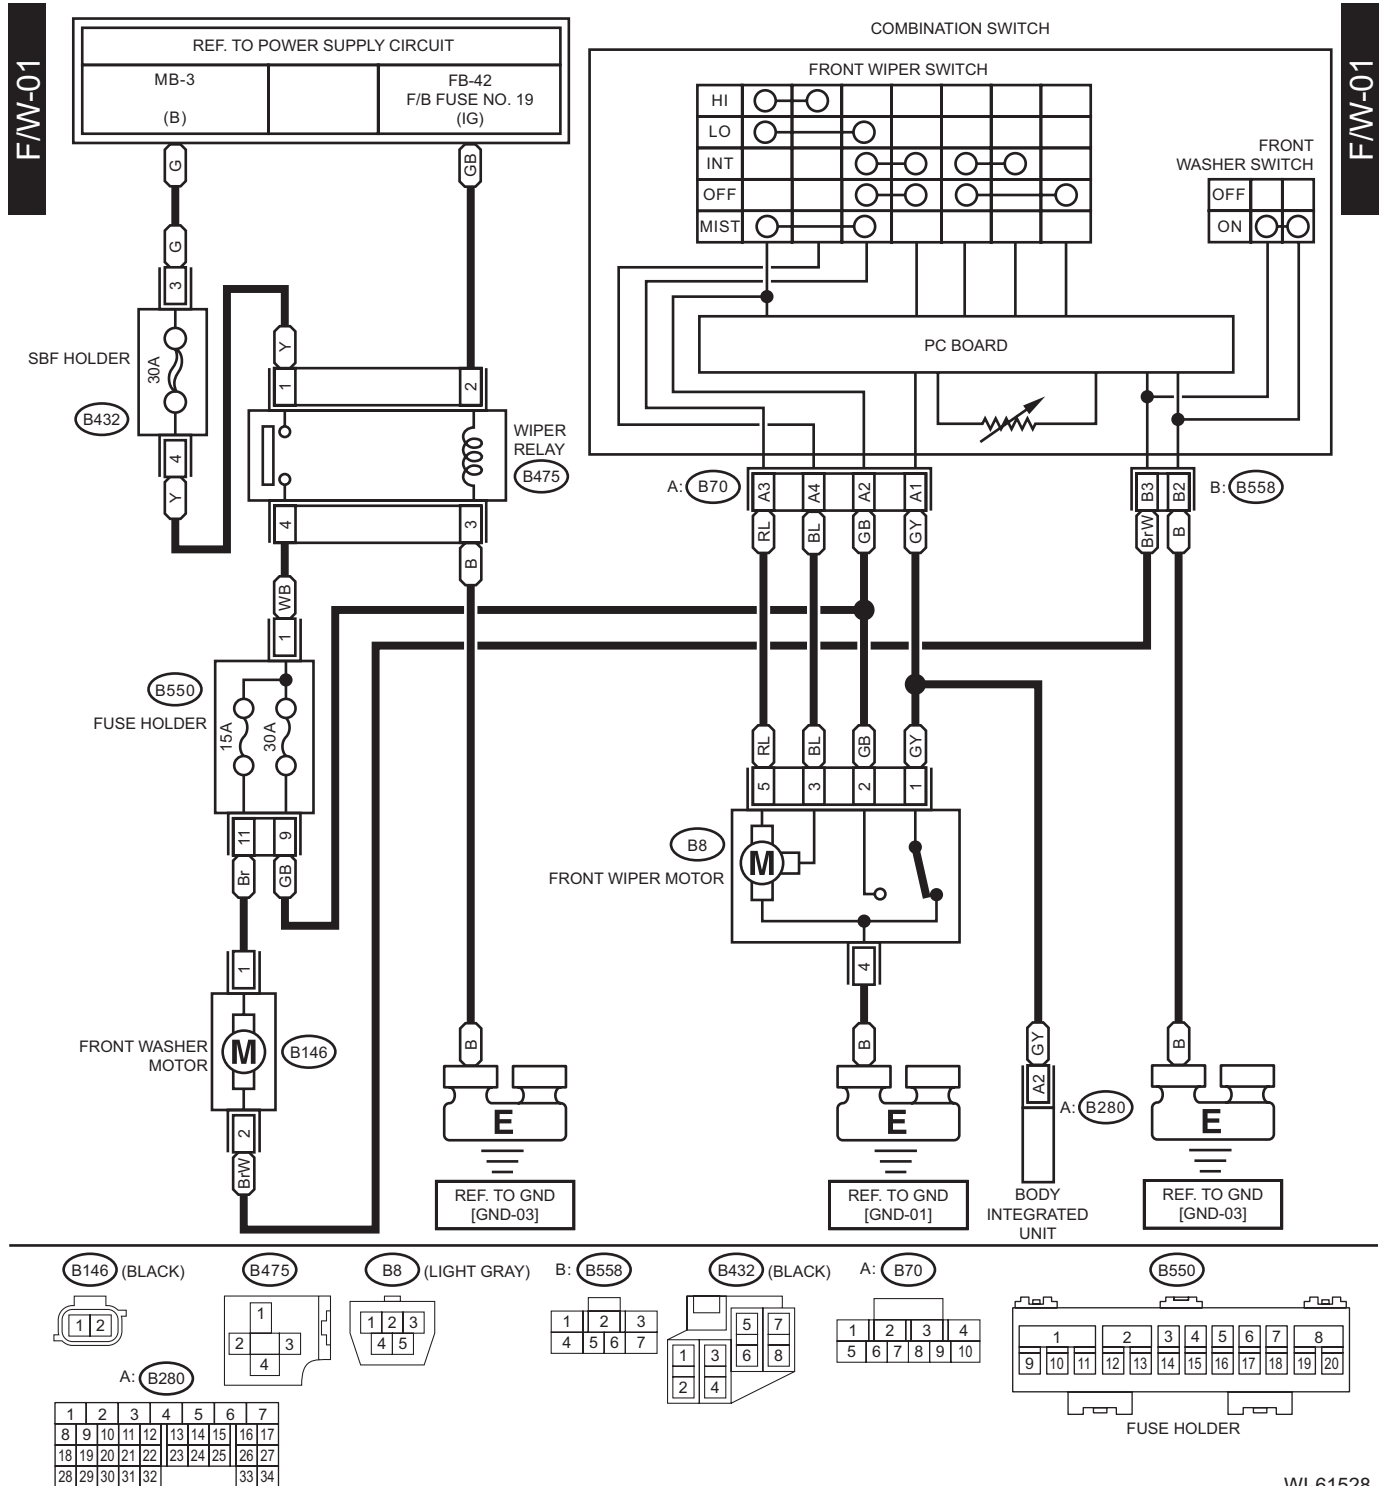 F/W-01
REF. TO POWER SUPPLY CIRCUIT
MB-3
(B)
FB-42
F/B FUSE NO. 19
(IG)
COMBINATION SWITCH
F/W-01
FRONT WIPER SWITCH
HI
LO
INT
OFF
MIST
FRONT
WASHER SWITCH
OFF
ON
PC BOARD
G
GB
G
3
SBF HOLDER
30A
B432
4
Y
Y
1
2
WIPER
RELAY
B475
4
3
WB
B
A: B70
A3
A4
A2
A1
RL
BL
GB
GY
B3
B2
B: B558
BrW
B
1
B550
FUSE HOLDER
15A
30A
11
9
Br
GB
RL
BL
GB
GY
5
3
2
1
B8
FRONT WIPER MOTOR
M
4
1
FRONT WASHER
MOTOR
M
B146
2
BrW
B
E
REF. TO GND
[GND-03]
B
E
REF. TO GND
[GND-01]
GY
A2
A: B280
BODY
INTEGRATED
UNIT
B
E
REF. TO GND
[GND-03]
B146 (BLACK)
1 2
B475
1
2 3
4
B8 (LIGHT GRAY)
1 2 3
4 5
B: B558
1 2 3
4 5 6 7
B432 (BLACK)
5 7
1 3 6 8
2 4
A: B70
1 2 3 4
5 6 7 8 9 10
B550
1 2 3 4 5 6 7 8
9 10 11 12 13 14 15 16 17 18 19 20
FUSE HOLDER
A: B280
1 2 3 4 5 6 7
8 9 10 11 12 13 14 15 16 17
18 19 20 21 22 23 24 25 26 27
28 29 30 31 32 33 34
WI-61528